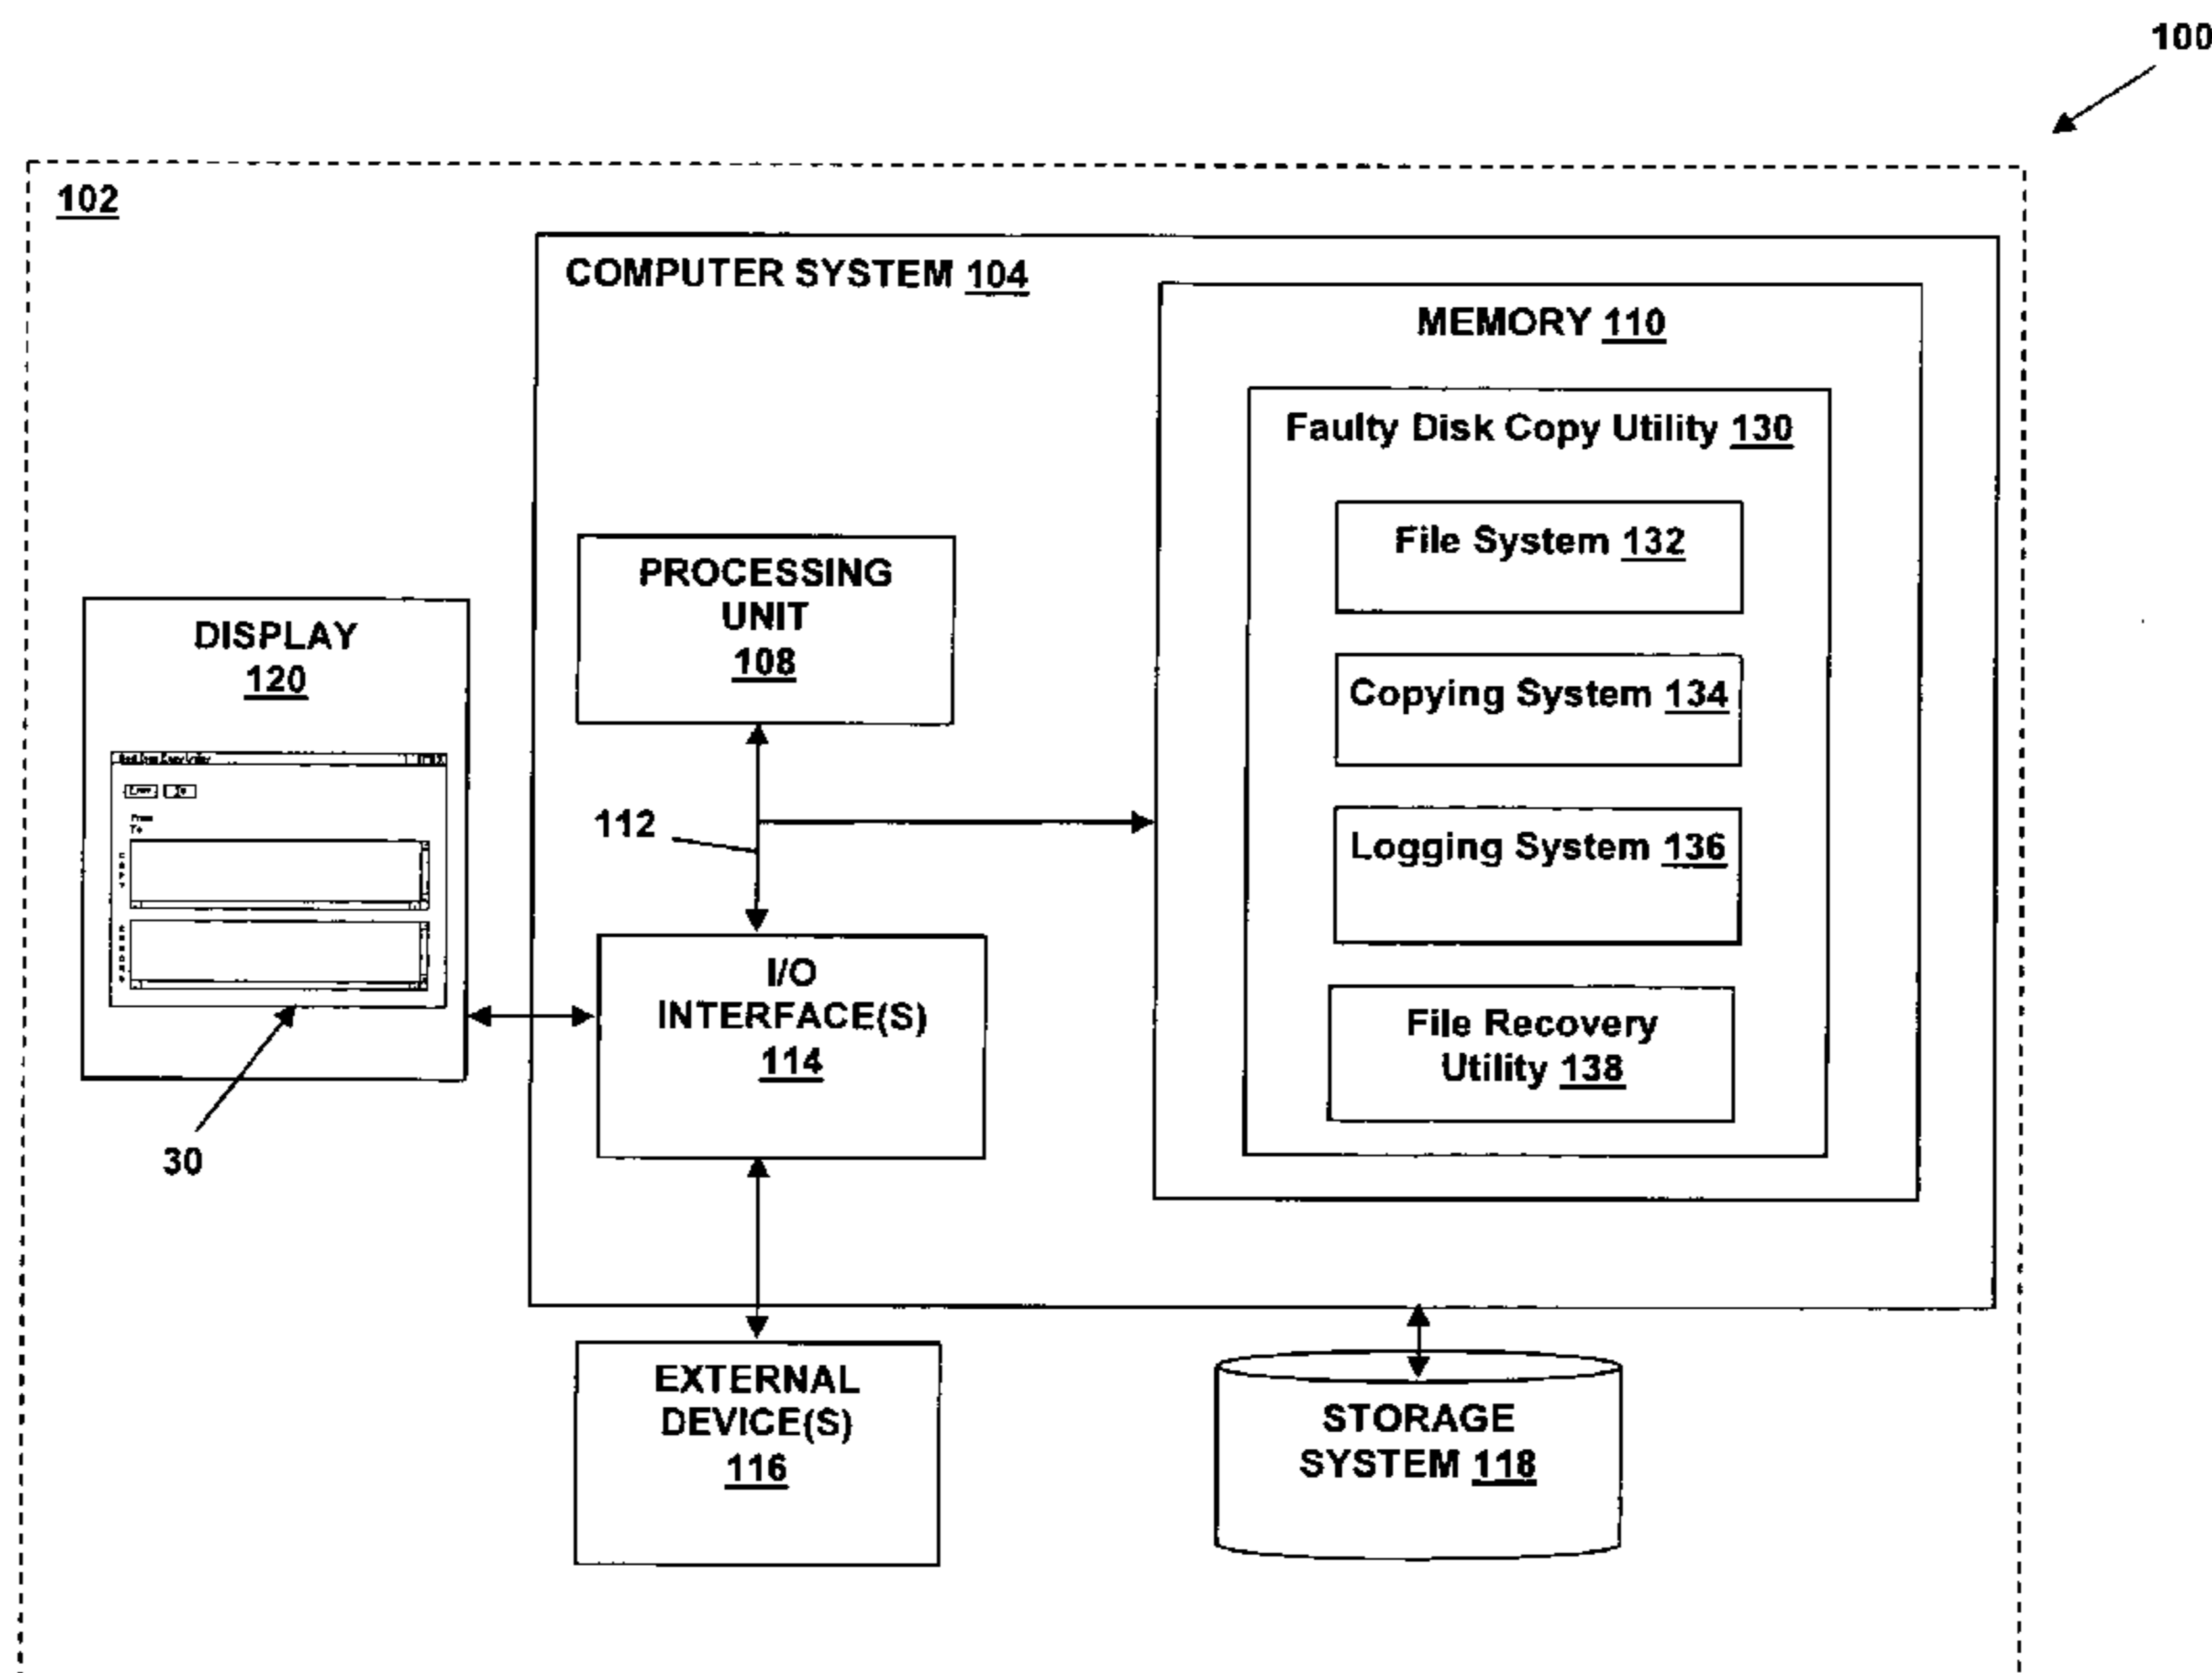 100
102
COMPUTER SYSTEM 104
MEMORY 110
Faulty Disk Copy Utility 130
File System 132
PROCESSING
UNIT
108
DISPLAY
120
Copying System 134
112
Logging System 136
From
To
I/O
INTERFACE(S)
114
File Recovery
Utility 138
30
EXTERNAL
DEVICE(S)
116
STORAGE
SYSTEM 118